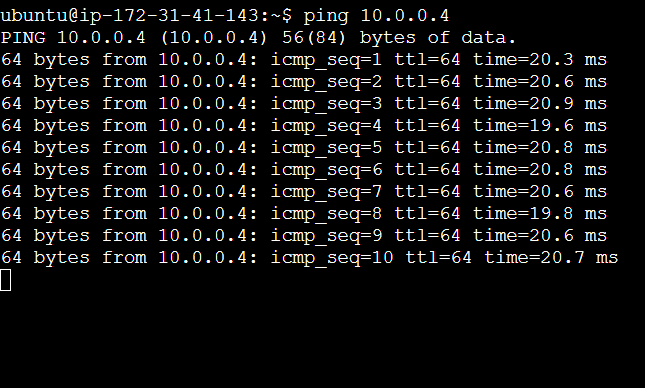 ubuntu@ip-172-31-41-143:~$ ping 10.0.0.4
PING 10.0.0.4 (10.0.0.4) 56(84) bytes of data.
64 bytes from 10.0.0.4: icmp_seq=1 ttl=64 time=20.3 ms
64 bytes from 10.0.0.4: icmp_seq=2 ttl=64 time=20.6 ms
64 bytes from 10.0.0.4: icmp_seq=3 ttl=64 time=20.9 ms
64 bytes from 10.0.0.4: icmp_seq=4 ttl=64 time=19.6 ms
64 bytes from 10.0.0.4: icmp_seq=5 ttl=64 time=20.8 ms
64 bytes from 10.0.0.4: icmp_seq=6 ttl=64 time=20.8 ms
64 bytes from 10.0.0.4: icmp_seq=7 ttl=64 time=20.6 ms
64 bytes from 10.0.0.4: icmp_seq=8 ttl=64 time=19.8 ms
64 bytes from 10.0.0.4: icmp_seq=9 ttl=64 time=20.6 ms
64 bytes from 10.0.0.4: icmp_seq=10 ttl=64 time=20.7 ms